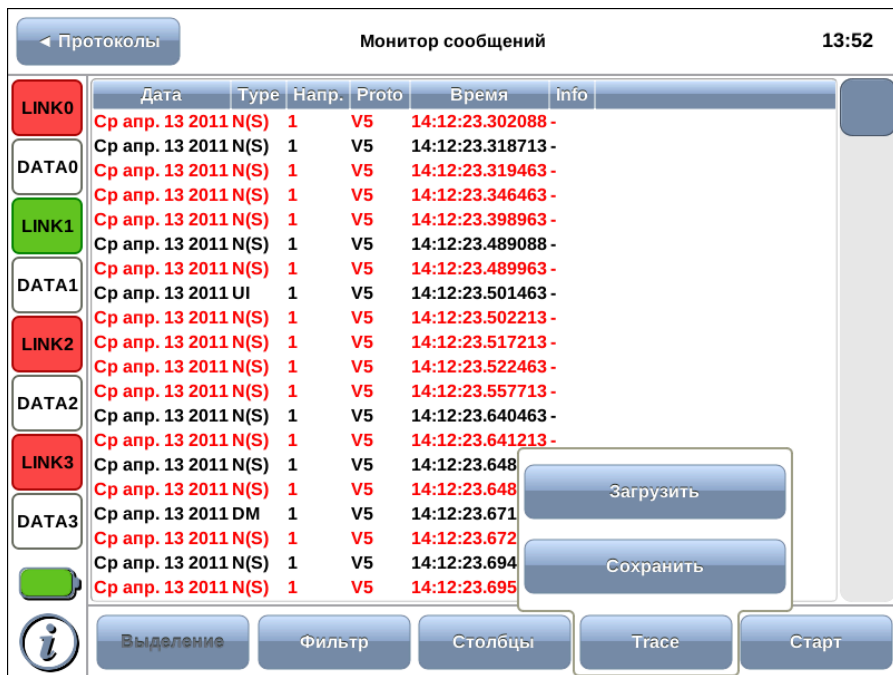 ◄ Протоколы
Монитор сообщений
13:52
LINK0
DATA0
LINK1
DATA1
LINK2
DATA2
LINK3
DATA3
Дата Type Напр. Proto Время Info
Ср апр. 13 2011 N(S) 1 V5 14:12:23.302088 -
Ср апр. 13 2011 N(S) 1 V5 14:12:23.318713 -
Ср апр. 13 2011 N(S) 1 V5 14:12:23.319463 -
Ср апр. 13 2011 N(S) 1 V5 14:12:23.346463 -
Ср апр. 13 2011 N(S) 1 V5 14:12:23.398963 -
Ср апр. 13 2011 N(S) 1 V5 14:12:23.489088 -
Ср апр. 13 2011 N(S) 1 V5 14:12:23.489963 -
Ср апр. 13 2011 UI 1 V5 14:12:23.501463 -
Ср апр. 13 2011 N(S) 1 V5 14:12:23.502213 -
Ср апр. 13 2011 N(S) 1 V5 14:12:23.517213 -
Ср апр. 13 2011 N(S) 1 V5 14:12:23.522463 -
Ср апр. 13 2011 N(S) 1 V5 14:12:23.557713 -
Ср апр. 13 2011 N(S) 1 V5 14:12:23.640463 -
Ср апр. 13 2011 N(S) 1 V5 14:12:23.641213 -
Ср апр. 13 2011 N(S) 1 V5 14:12:23.648
Ср апр. 13 2011 N(S) 1 V5 14:12:23.648
Ср апр. 13 2011 DM 1 V5 14:12:23.671
Ср апр. 13 2011 N(S) 1 V5 14:12:23.672
Ср апр. 13 2011 N(S) 1 V5 14:12:23.694
Ср апр. 13 2011 N(S) 1 V5 14:12:23.695
Загрузить
Сохранить
i
Выделение
Фильтр
Столбцы
Trace
Старт